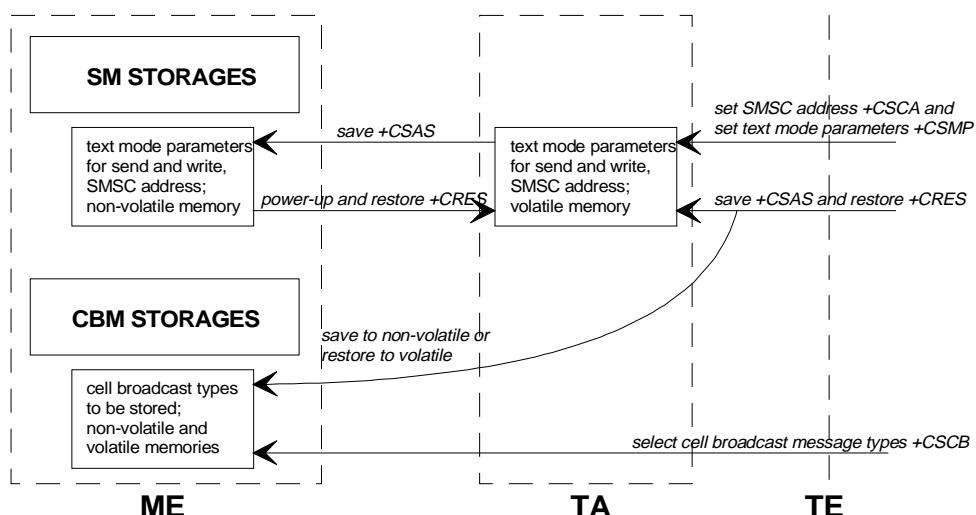 SM STORAGES
set SMSC address +CSCA and
set text mode parameters +CSMP
save +CSAS
text mode parameters
for send and write,
SMSC address;
non-volatile memory
text mode parameters
for send and write,
SMSC address;
volatile memory
power-up and restore +CRES
save +CSAS and restore +CRES
CBM STORAGES
save to non-volatile or
restore to volatile
cell broadcast types
to be stored;
non-volatile and
volatile memories
select cell broadcast message types +CSCB
ME
TA
TE